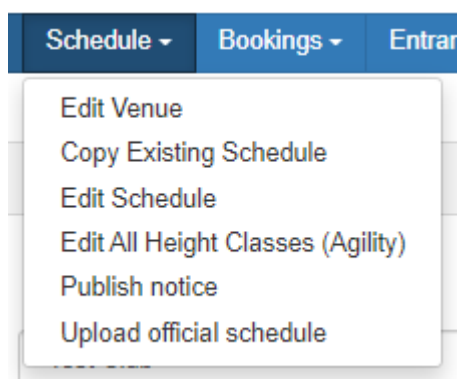 Schedule Bookings
Edit Venue
Copy Existing Schedule
Edit Schedule
Edit All Height Classes (Agility)
Publish notice
Upload official schedule